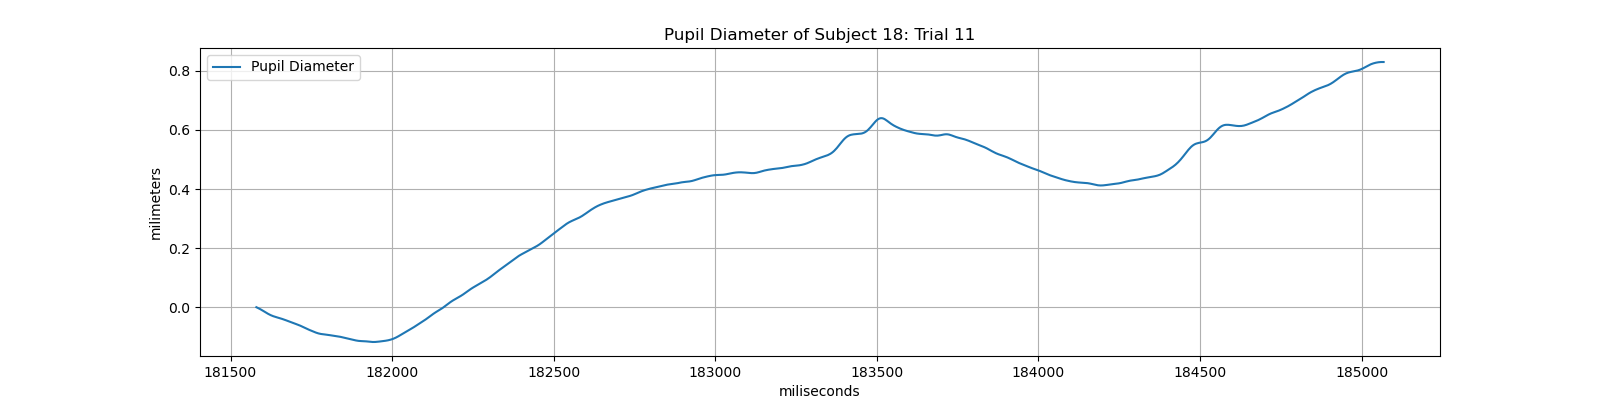 Pupil Diameter of Subject 18: Trial 11
Pupil Diameter
milimeters
0.8
0.6
0.4
0.2
0.0
181500 182000 182500 183000 183500 184000 184500 185000
miliseconds